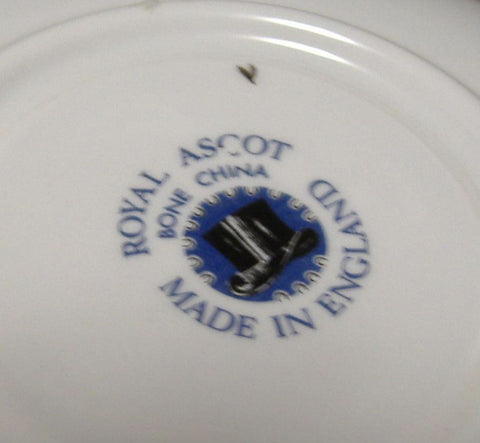 ROYAL ASCOT
BONE CHINA
MADE IN ENGLAND